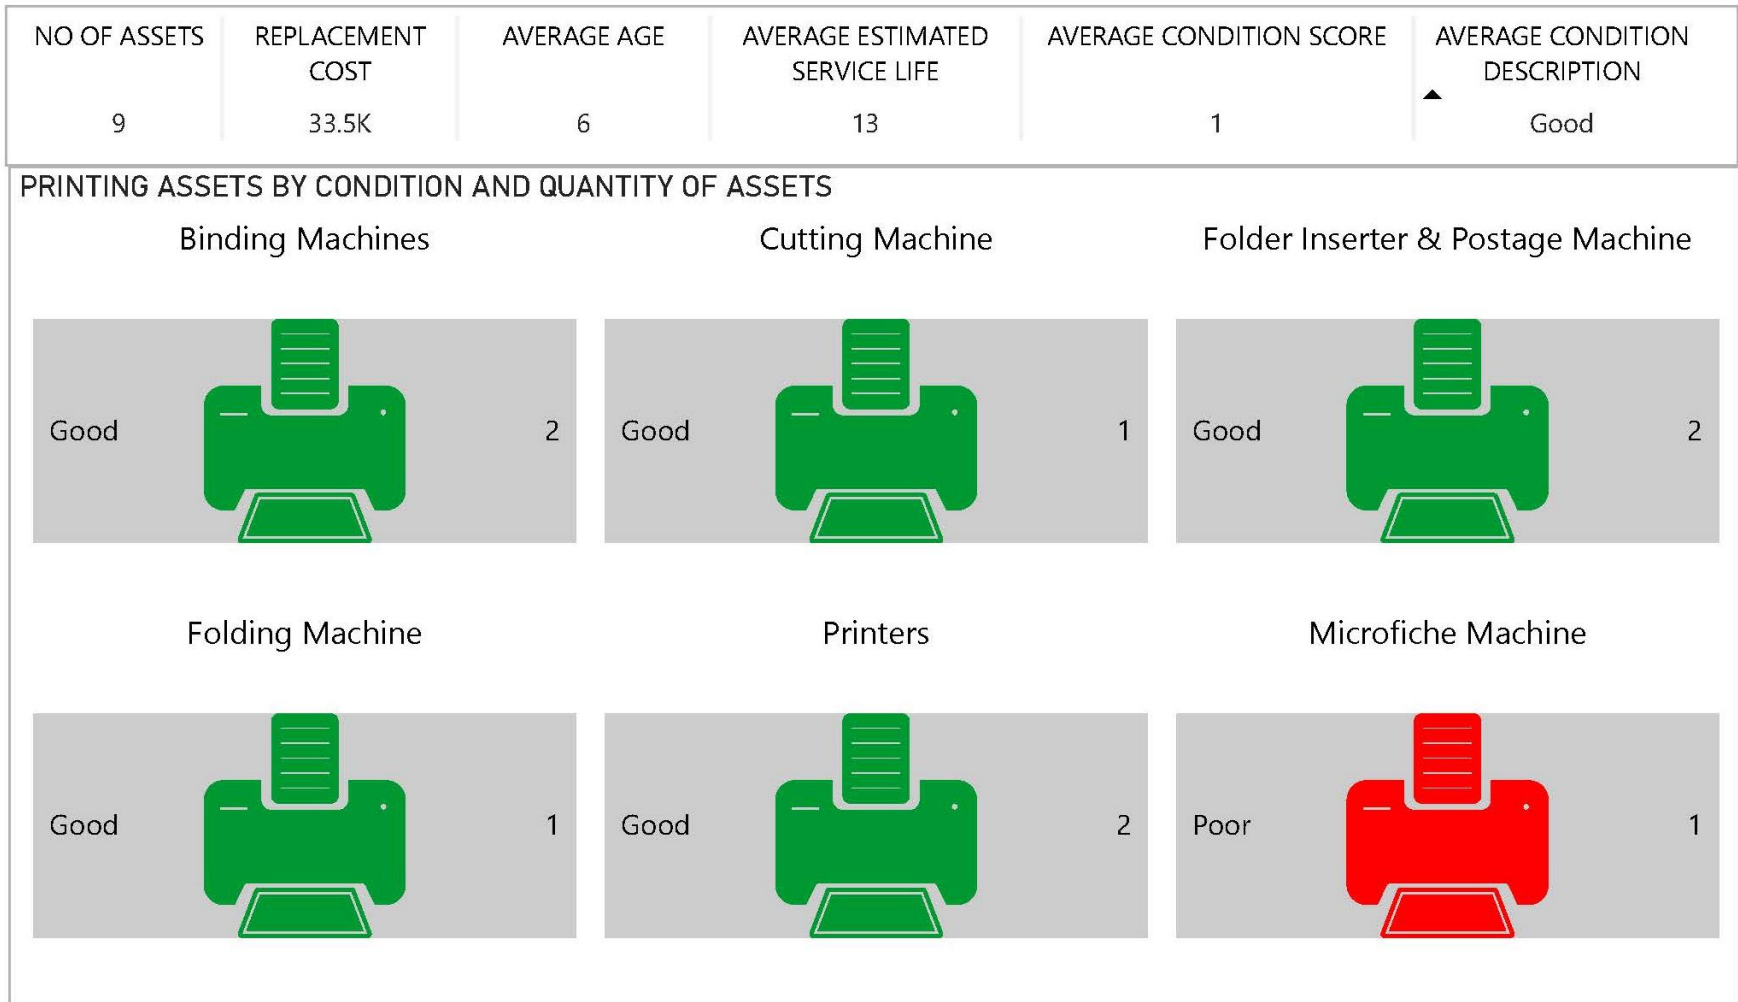 NO OF ASSETS
REPLACEMENT
COST
AVERAGE AGE
AVERAGE ESTIMATED
SERVICE LIFE
AVERAGE CONDITION SCORE
AVERAGE CONDITION
DESCRIPTION
9
33.5K
6
13
1
Good
PRINTING ASSETS BY CONDITION AND QUANTITY OF ASSETS
Binding Machines
Cutting Machine
Folder Inserter & Postage Machine
Good
2
Good
1
Good
2
Folding Machine
Printers
Microfiche Machine
Good
1
Good
2
Poor
1